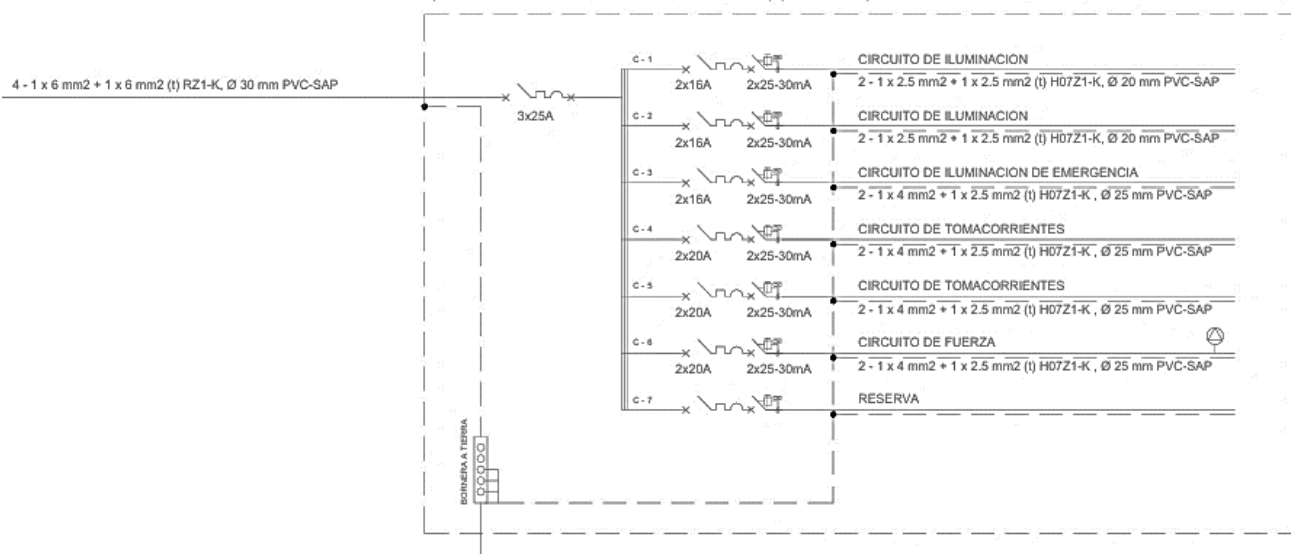 4 - 1 x 6 mm2 + 1 x 6 mm2 (t) RZ1-K, Ø 30 mm PVC-SAP
3x25A
C - 1
2x16A
2x25-30mA
CIRCUITO DE ILUMINACION
2 - 1 x 2.5 mm2 + 1 x 2.5 mm2 (t) H07Z1-K, Ø 20 mm PVC-SAP
C - 2
2x16A
2x25-30mA
CIRCUITO DE ILUMINACION
2 - 1 x 2.5 mm2 + 1 x 2.5 mm2 (t) H07Z1-K, Ø 20 mm PVC-SAP
C - 3
2x16A
2x25-30mA
CIRCUITO DE ILUMINACION DE EMERGENCIA
2 - 1 x 4 mm2 + 1 x 2.5 mm2 (t) H07Z1-K , Ø 25 mm PVC-SAP
C - 4
2x20A
2x25-30mA
CIRCUITO DE TOMACORRIENTES
2 - 1 x 4 mm2 + 1 x 2.5 mm2 (t) H07Z1-K , Ø 25 mm PVC-SAP
C - 5
2x20A
2x25-30mA
CIRCUITO DE TOMACORRIENTES
2 - 1 x 4 mm2 + 1 x 2.5 mm2 (t) H07Z1-K , Ø 25 mm PVC-SAP
C - 6
2x20A
2x25-30mA
CIRCUITO DE FUERZA
2 - 1 x 4 mm2 + 1 x 2.5 mm2 (t) H07Z1-K , Ø 25 mm PVC-SAP
C - 7
RESERVA
BORNERA A TIERRA